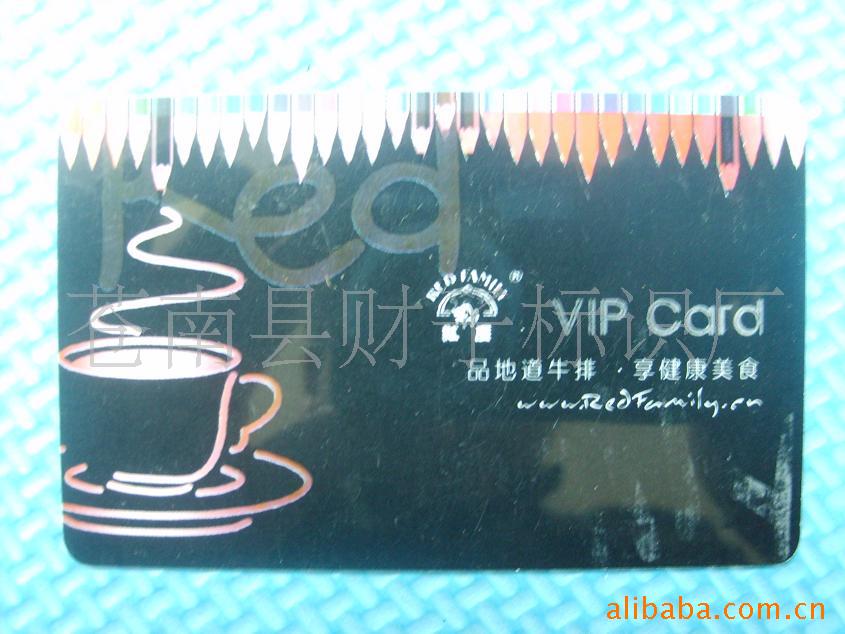 Red
RED FAMILY ®
VIP Card
苍南县财千标识厂
品地道牛排·享健康美食
www.RedFamily.cn
alibaba.com.cn